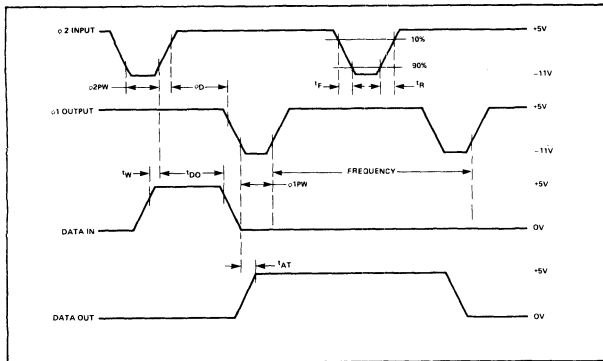 φ2 INPUT
+5V
10%
90%
-11V
φ2PW
φD
tF
tR
φ1 OUTPUT
+5V
-11V
tW
tDO
φ1PW
FREQUENCY
+5V
DATA IN
0V
tAT
+5V
DATA OUT
0V